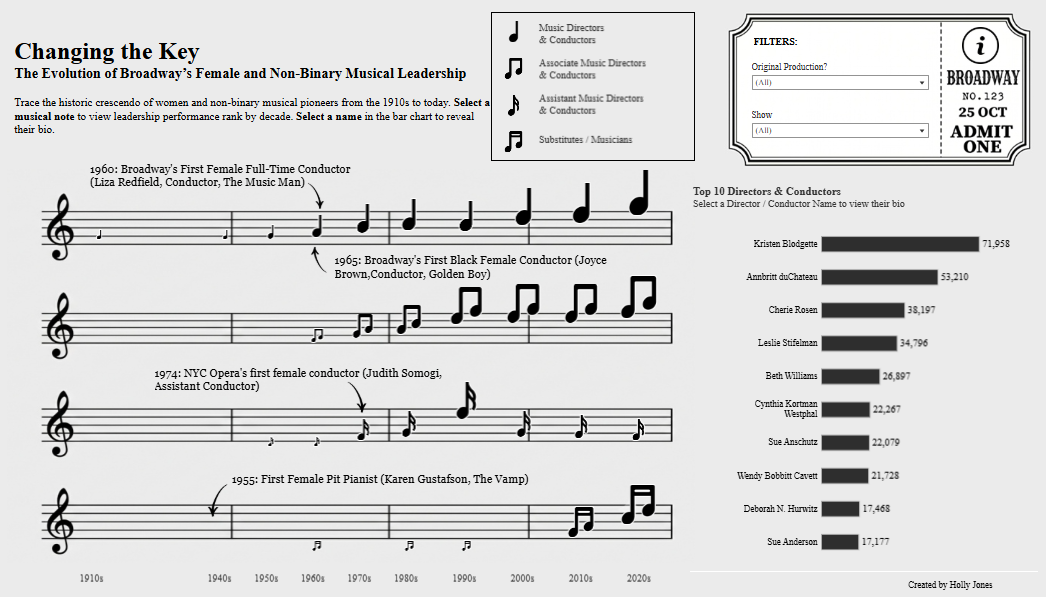 Changing the Key
The Evolution of Broadway's Female and Non-Binary Musical Leadership
Trace the historic crescendo of women and non-binary musical pioneers from the 1910s to today. Select a
musical note to view leadership performance rank by decade. Select a name in the bar chart to reveal
their bio.
Music Directors
& Conductors
Associate Music Directors
& Conductors
Assistant Music Directors
& Conductors
Substitutes / Musicians
FILTERS:
Original Production?
(All)
Show
(All)
i
BROADWAY
NO. 123
25 OCT
ADMIT
ONE
1960: Broadway's First Female Full-Time Conductor
(Liza Redfield, Conductor, The Music Man)
1965: Broadway's First Black Female Conductor (Joyce
Brown,Conductor, Golden Boy)
1974: NYC Opera's first female conductor (Judith Somogi,
Assistant Conductor)
1955: First Female Pit Pianist (Karen Gustafson, The Vamp)
1910s 1940s 1950s 1960s 1970s 1980s 1990s 2000s 2010s 2020s
Top 10 Directors & Conductors
Select a Director / Conductor Name to view their bio
Kristen Blodgette 71,958
Annbritt duChateau 53,210
Cherie Rosen 38,197
Leslie Stifelman 34,796
Beth Williams 26,897
Cynthia Kortman
Westphal 22,267
Sue Anschutz 22,079
Wendy Bobbitt Cavett 21,728
Deborah N. Hurwitz 17,468
Sue Anderson 17,177
Created by Holly Jones